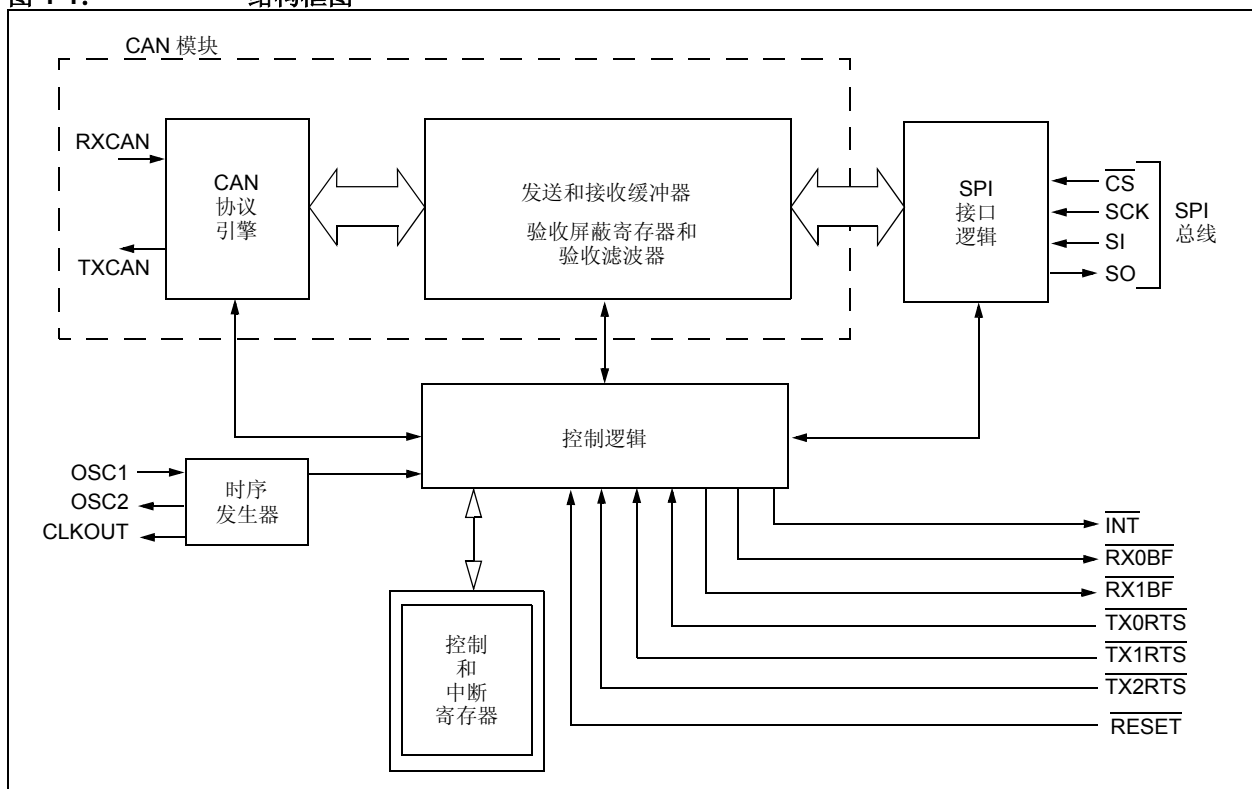 CAN 模块
RXCAN
TXCAN
CAN
协议
引擎
发送和接收缓冲器
验收屏蔽寄存器和
验收滤波器
SPI
接口
逻辑
CS
SCK
SI
SO
SPI
总线
控制逻辑
OSC1
OSC2
CLKOUT
时序
发生器
控制
和
中断
寄存器
INT
RX0BF
RX1BF
TX0RTS
TX1RTS
TX2RTS
RESET